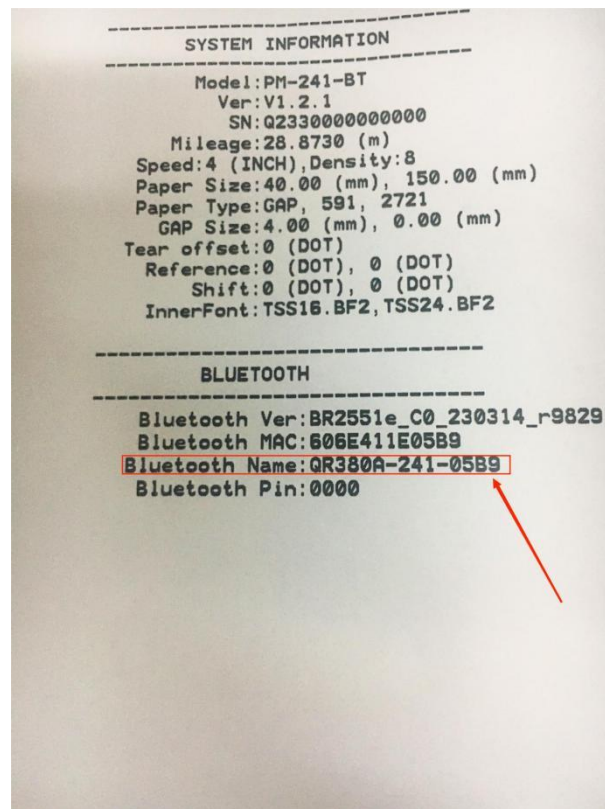 SYSTEM INFORMATION
Model:PM-241-BT
Ver:V1.2.1
SN:Q2330000000000
Mileage:28.8730 (m)
Speed:4 (INCH),Density:8
Paper Size:40.00 (mm), 150.00 (mm)
Paper Type:GAP, 591, 2721
GAP Size:4.00 (mm), 0.00 (mm)
Tear offset:0 (DOT)
Reference:0 (DOT), 0 (DOT)
Shift:0 (DOT), 0 (DOT)
InnerFont:TSS16.BF2,TSS24.BF2
BLUETOOTH
Bluetooth Ver:BR2551e_C0_230314_r9829
Bluetooth MAC:606E411E05B9
Bluetooth Name:QR380A-241-05B9
Bluetooth Pin:0000